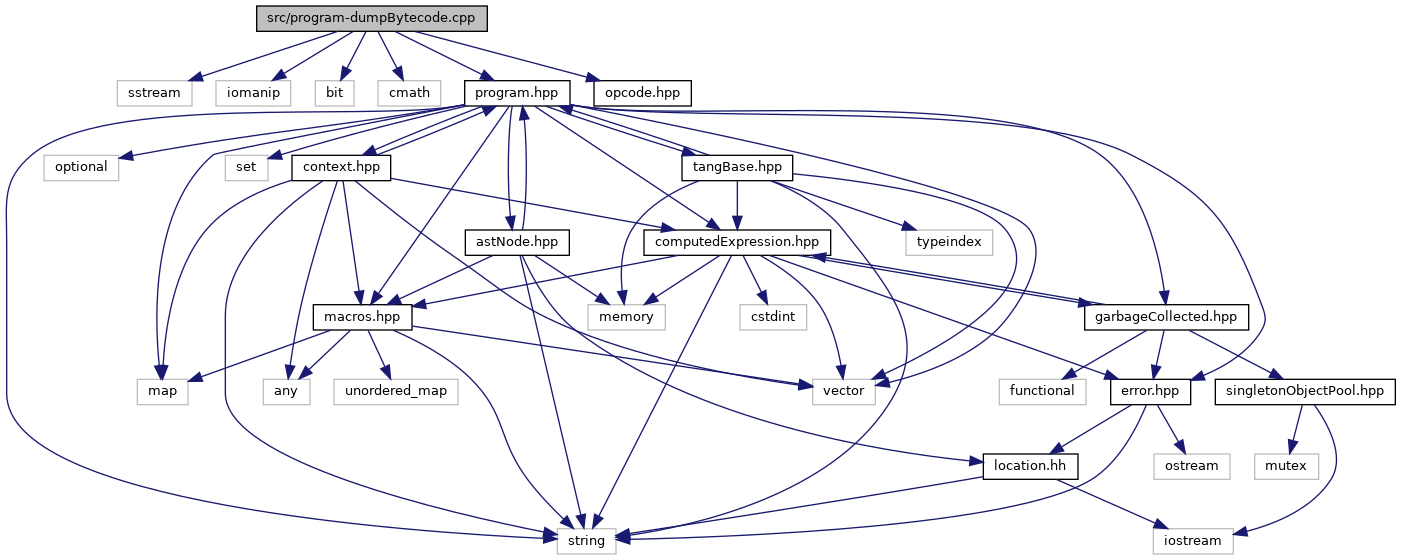 src/program-dumpBytecode.cpp
sstream
iomanip
bit
cmath
program.hpp
opcode.hpp
optional
set
context.hpp
tangBase.hpp
astNode.hpp
computedExpression.hpp
typeindex
macros.hpp
memory
cstdint
garbageCollected.hpp
map
any
unordered_map
vector
functional
error.hpp
singletonObjectPool.hpp
location.hh
ostream
mutex
string
iostream